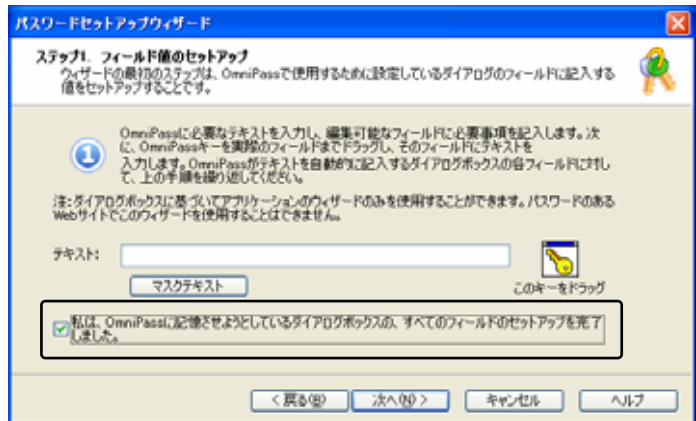 パスワードセットアップウィザード
ステップ1. フィールド値のセットアップ
ウィザードの最初のステップは、OmniPassで使用するために設定しているダイアログのフィールドに記入する
値をセットアップすることです。
OmniPassに必要なテキストを入力し、編集可能なフィールドに必要事項を記入します。次
に、OmniPassキーを実際のフィールドまでドラッグし、そのフィールドにテキストを
入力します。OmniPassがテキストを自動的に記入するダイアログボックスの各フィールドに対し
て、上の手順を繰り返してください。
注:ダイアログボックスに基づいてアプリケーションのウィザードのみを使用することができます。パスワードのある
Webサイトでこのウィザードを使用することはできません。
テキスト:
マスクテキスト
このキーをドラッグ
私は、OmniPassに記憶させようとしているダイアログボックスの、すべてのフィールドのセットアップを完了
しました。
< 戻る(B)
次へ(N) >
キャンセル
ヘルプ